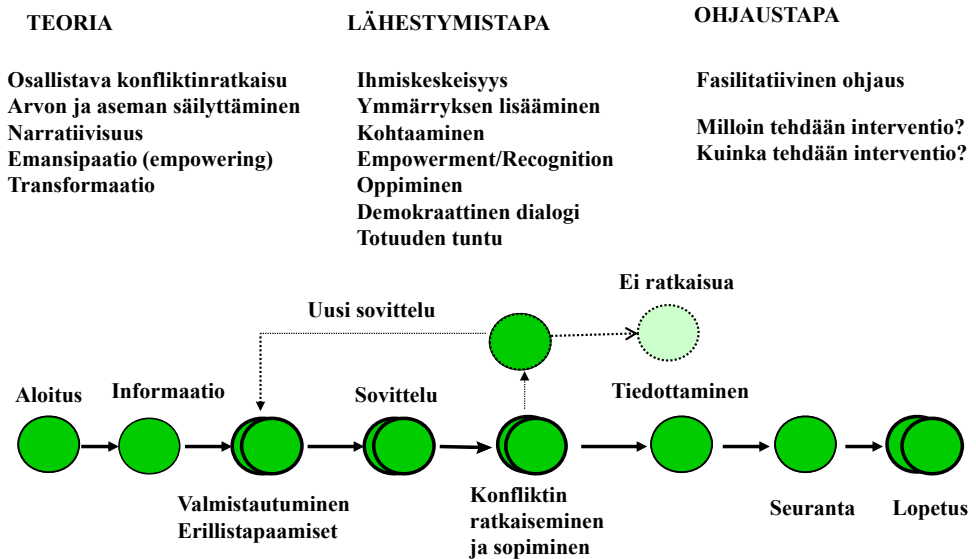 TEORIA
Osallistava konfliktinratkaisu
Arvon ja aseman säilyttäminen
Narratiivisuus
Emansipaatio (empowering)
Transformaatio
LÄHESTYMISTAPA
Ihmiskeskeisyys
Ymmärryksen lisääminen
Kohtaaminen
Empowerment/Recognition
Oppiminen
Demokraattinen dialogi
Totuuden tuntu
OHJAUSTAPA
Fasilitatiivinen ohjaus
Milloin tehdään interventio?
Kuinka tehdään interventio?
Ei ratkaisua
Uusi sovittelu
Aloitus
Informaatio
Sovittelu
Tiedottaminen
Valmistautuminen
Erillistapaamiset
Konfliktin
ratkaiseminen
ja sopiminen
Seuranta
Lopetus